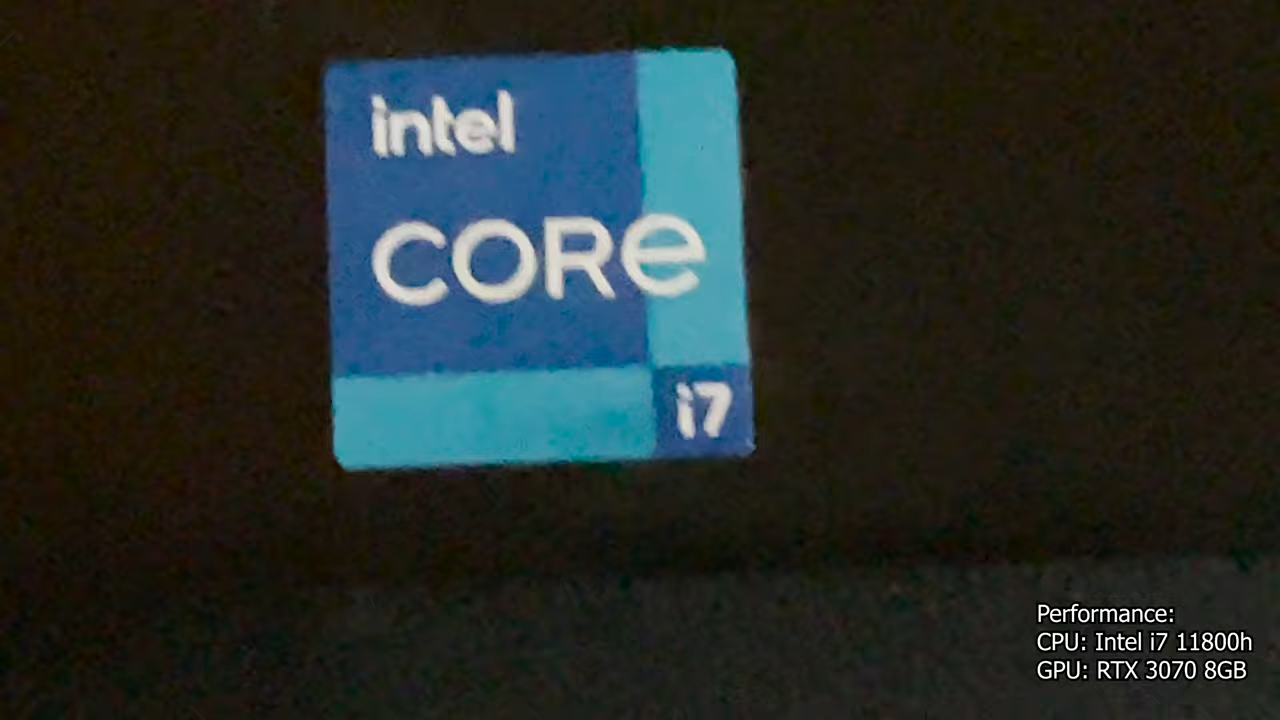 intel
CORe
i7
Performance:
CPU: Intel i7 11800h
GPU: RTX 3070 8GB